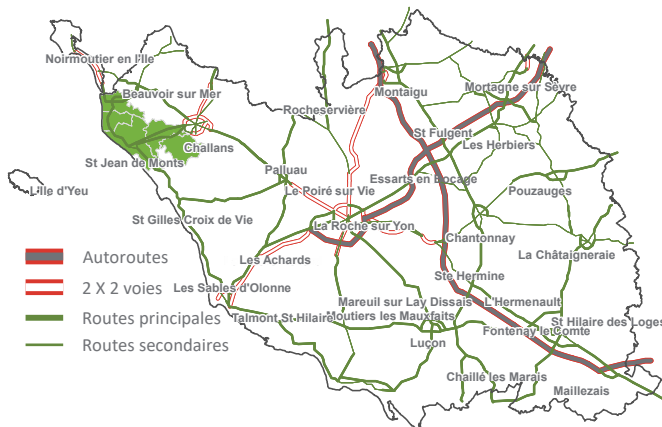 Noirmoutier en l'Ile
Beauvoir sur Mer
Rocheservière
Montaigu
Mortagne sur Sèvre
St Fulgent
Les Herbiers
Challans
St Jean de Monts
Palluau
Essarts en Bocage
L'Ile d'Yeu
Le Poiré sur Vie
Pouzauges
St Gilles Croix de Vie
La Roche sur Yon
Chantonnay
La Châtaigneraie
Les Achards
Ste Hermine
Les Sables d'Olonne
Mareuil sur Lay Dissais
L'Hermenault
Talmont St Hilaire
Moutiers les Mauxfaits
St Hilaire des Loges
Fontenay le Comte
Luçon
Chaillé les Marais
Maillezais
Autoroutes
2 X 2 voies
Routes principales
Routes secondaires